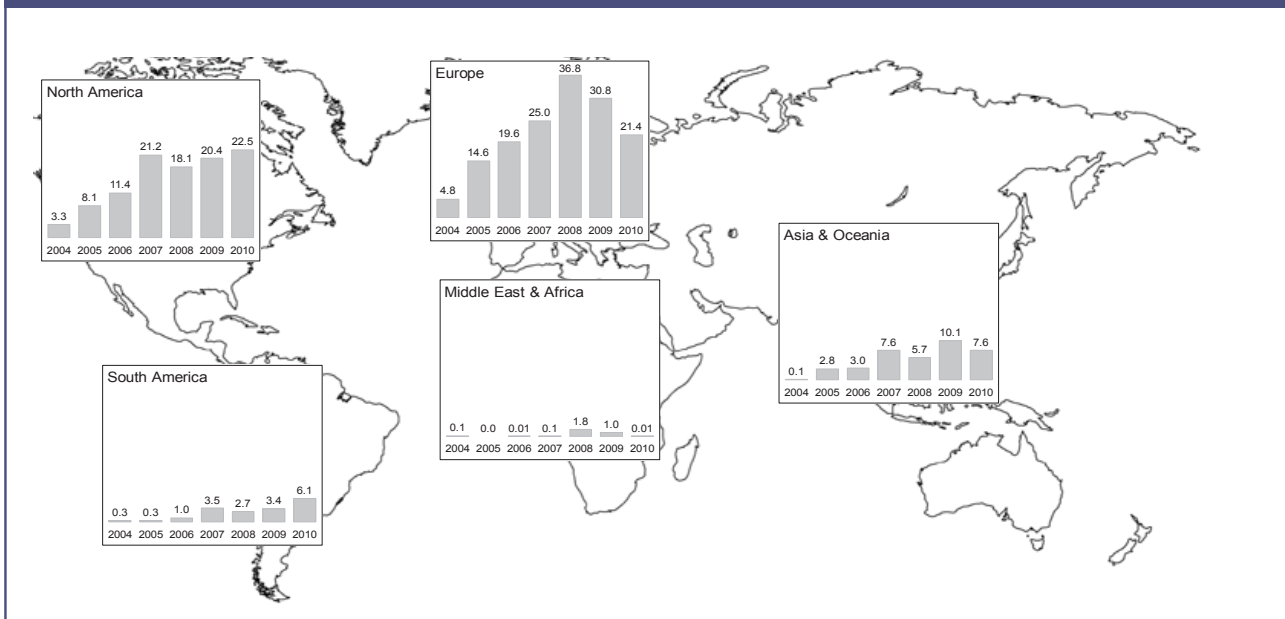 North America
3.3 8.1 11.4 21.2 18.1 20.4 22.5
2004 2005 2006 2007 2008 2009 2010
Europe
4.8 14.6 19.6 25.0 36.8 30.8 21.4
2004 2005 2006 2007 2008 2009 2010
Asia & Oceania
0.1 2.8 3.0 7.6 5.7 10.1 7.6
2004 2005 2006 2007 2008 2009 2010
Middle East & Africa
0.1 0.0 0.01 0.1 1.8 1.0 0.01
2004 2005 2006 2007 2008 2009 2010
South America
0.3 0.3 1.0 3.5 2.7 3.4 6.1
2004 2005 2006 2007 2008 2009 2010